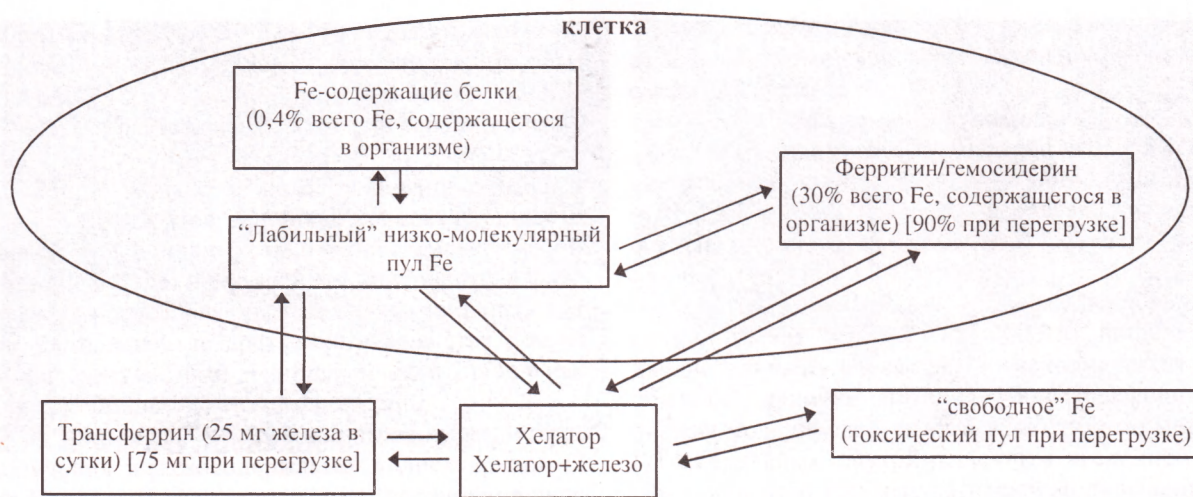 клетка
Fe-содержащие белки
(0,4% всего Fe, содержащегося
в организме)
Ферритин/гемосидерин
(30% всего Fe, содержащегося в
организме) [90% при перегрузке]
“Лабильный” низко-молекулярный
пул Fe
Трансферрин (25 мг железа в
сутки) [75 мг при перегрузке]
Хелатор
Хелатор+железо
“свободное” Fe
(токсический пул при перегрузке)